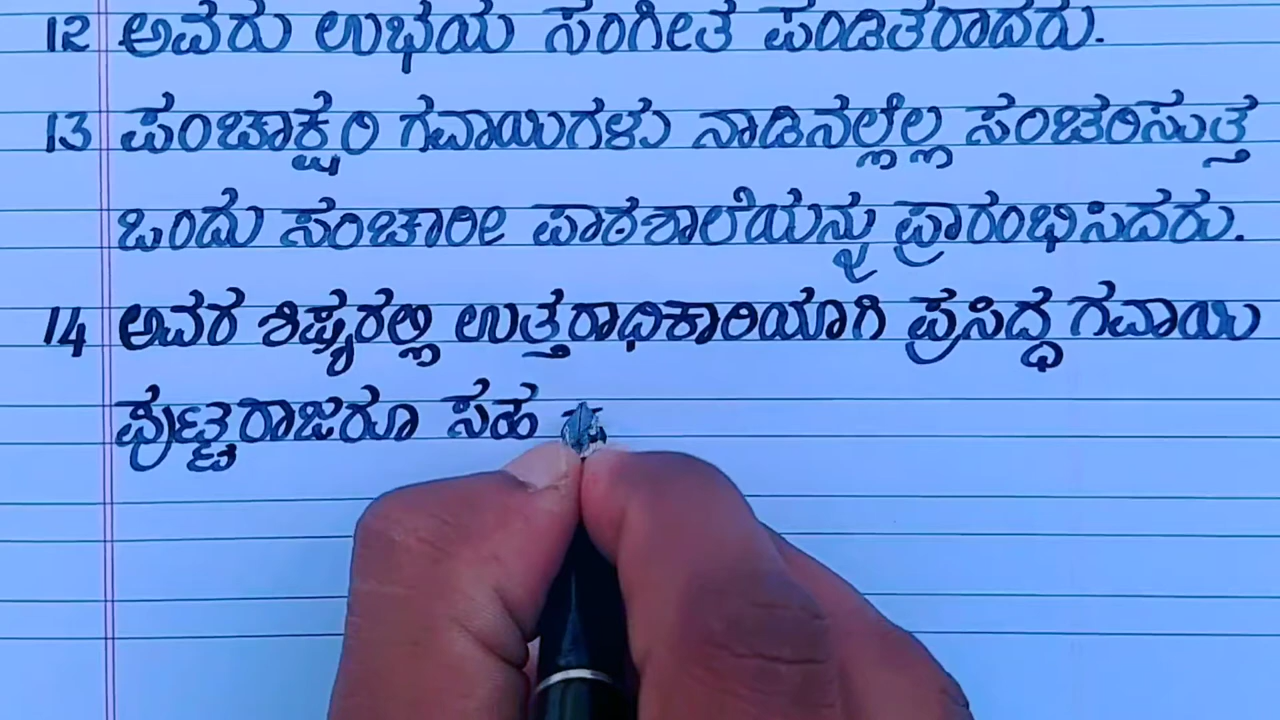 12 ಅವರು ಉಭಯ ಸಂಗೀತ ಪಂಡಿತರಾದರು.
13 ಪಂಚಾಕ್ಷರಿ ಗವಾಯಿಗಳು ನಾಡಿನಲ್ಲೆಲ್ಲ ಸಂಚರಿಸುತ್ತ
ಒಂದು ಸಂಚಾರೀ ಪಾಠಶಾಲೆಯನ್ನು ಪ್ರಾರಂಭಿಸಿದರು.
14 ಅವರ ಶಿಷ್ಯರಲ್ಲಿ ಉತ್ತರಾಧಿಕಾರಿಯಾಗಿ ಪ್ರಸಿದ್ಧ ಗವಾಯಿ
ಪುಟ್ಟರಾಜರೂ ಸಹ